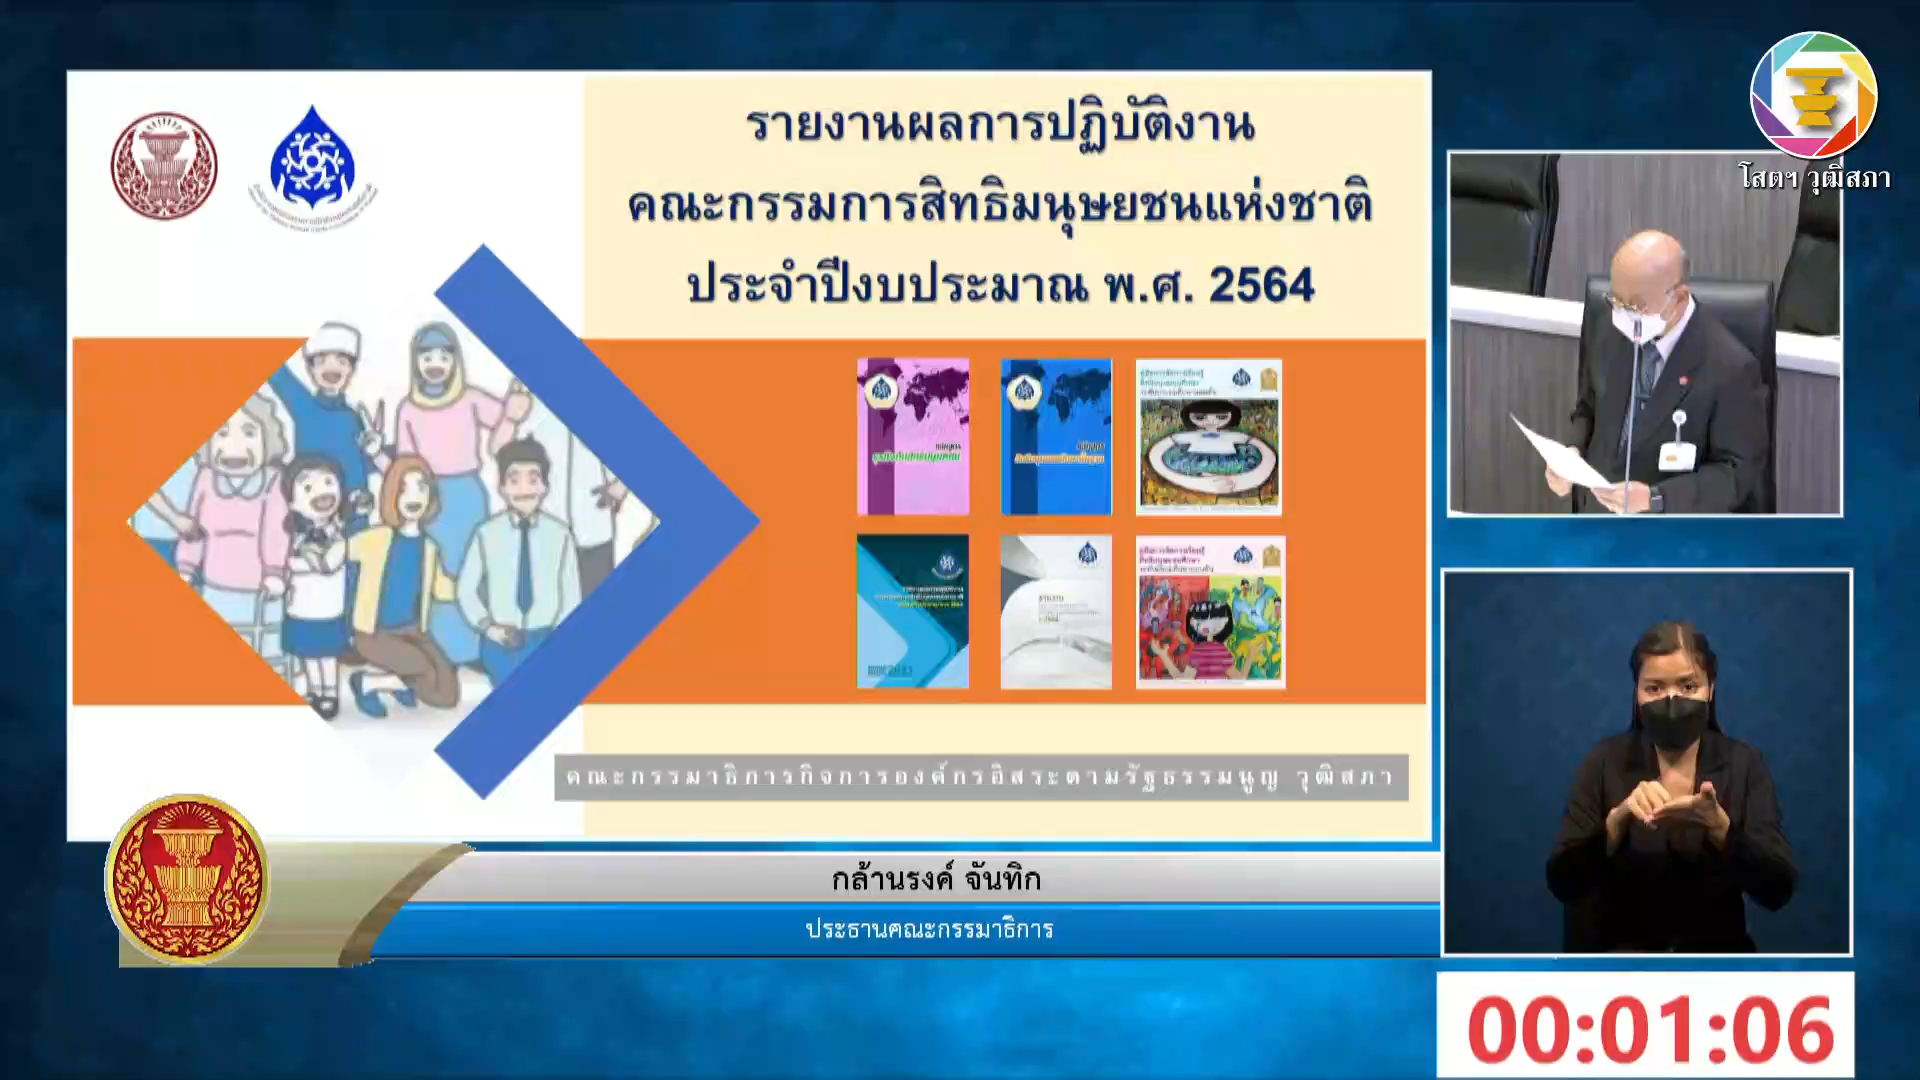 รายงานผลการปฏิบัติงาน
คณะกรรมการสิทธิมนุษยชนแห่งชาติ
ประจำปีงบประมาณ พ.ศ. 2564
โสตฯ วุฒิสภา
คณะกรรมาธิการกิจการองค์กรอิสระตามรัฐธรรมนูญ วุฒิสภา
กล้านรงค์ จันทิก
ประธานคณะกรรมาธิการ
00:01:06